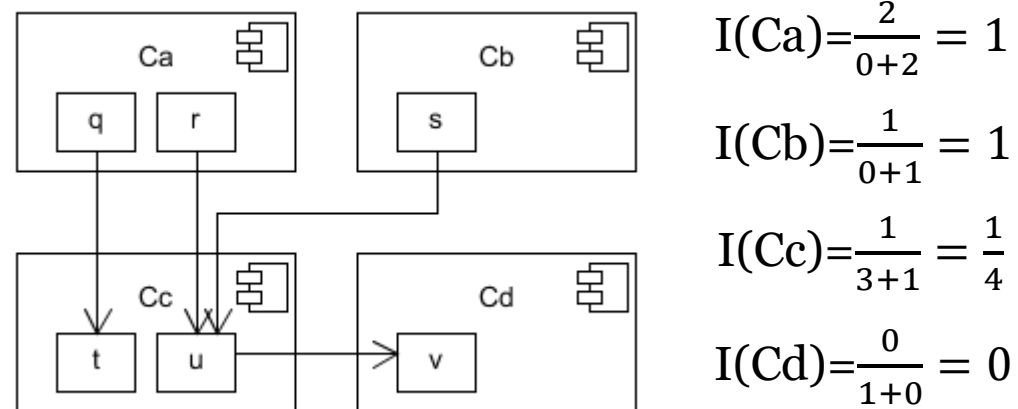 Ca
q
r
Cb
s
Cc
t
u
Cd
v
I(Ca)=2/(0+2) = 1
I(Cb)=1/(0+1) = 1
I(Cc)=1/(3+1) = 1/4
I(Cd)=0/(1+0) = 0